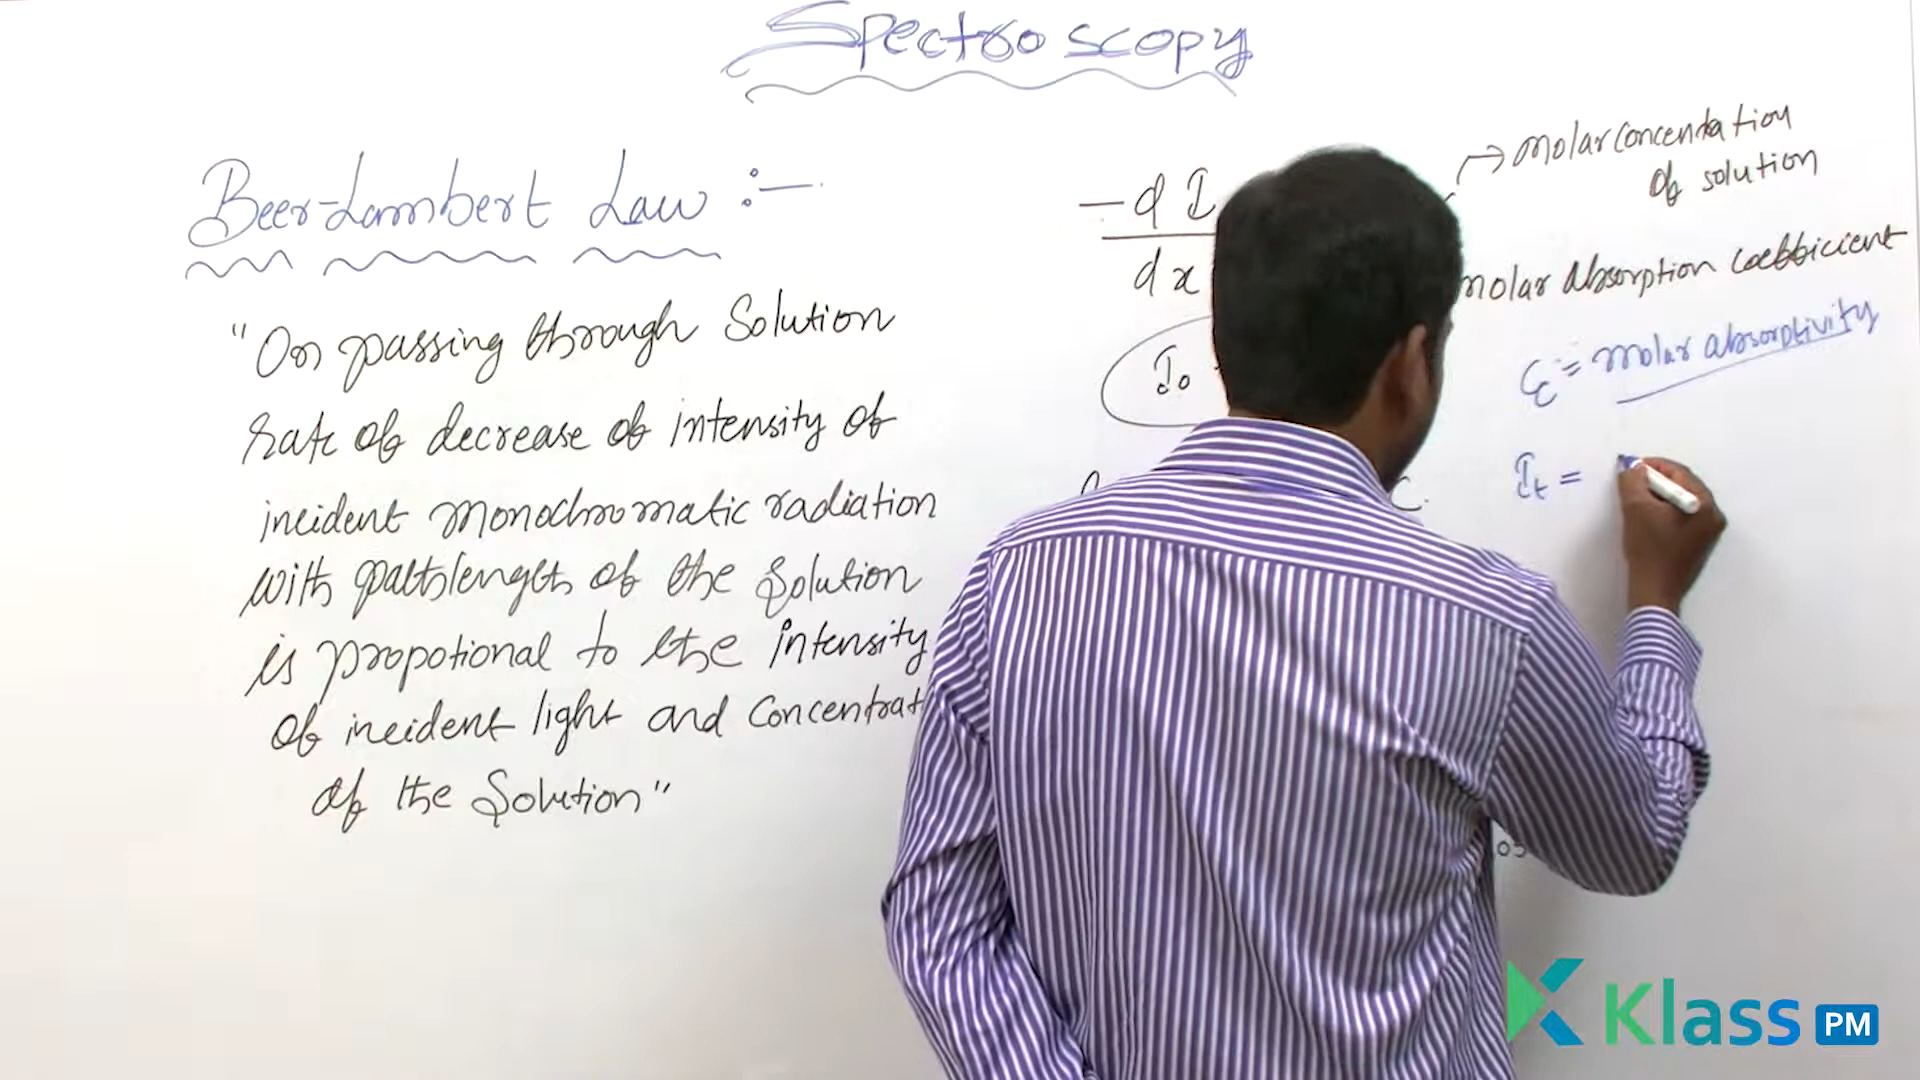 Spectroscopy
Beer-Lambert Law :-
"On passing through Solution
rate of decrease of intensity of
incident monochromatic radiation
with pathlength of the Solution
is propotional to the intensity
of incident light and Concentrat
of the Solution"
-dI
dx
I₀
molar concentation
of solution
molar absorption coefficient
ε = molar absorptivity
Iₜ =
Klass PM